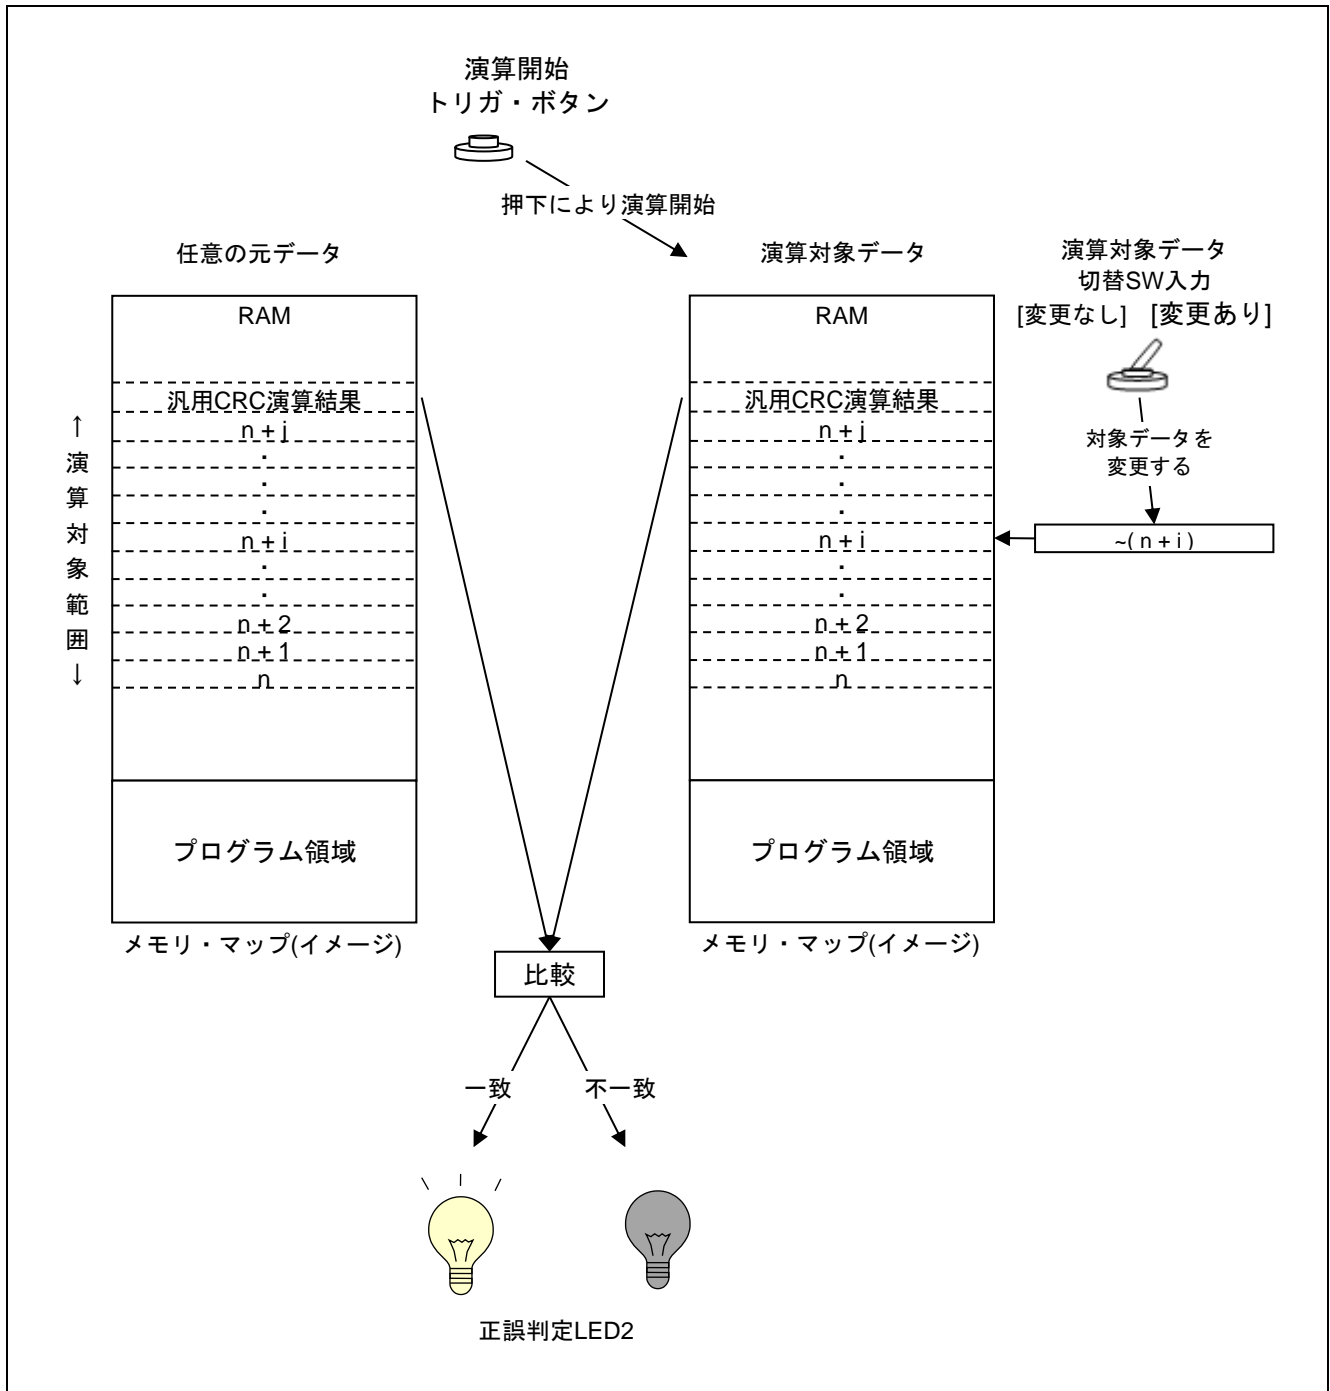 演算開始
トリガ・ボタン
押下により演算開始
任意の元データ
演算対象データ
演算対象データ
切替SW入力
[変更なし] [変更あり]
RAM
汎用CRC演算結果
n + j
・
・
・
n + i
・
・
n + 2
n + 1
n
プログラム領域
メモリ・マップ(イメージ)
↑演算対象範囲↓
RAM
汎用CRC演算結果
n + j
・
・
・
n + i
・
・
n + 2
n + 1
n
プログラム領域
メモリ・マップ(イメージ)
対象データを
変更する
~( n + i )
比較
一致
不一致
正誤判定LED2